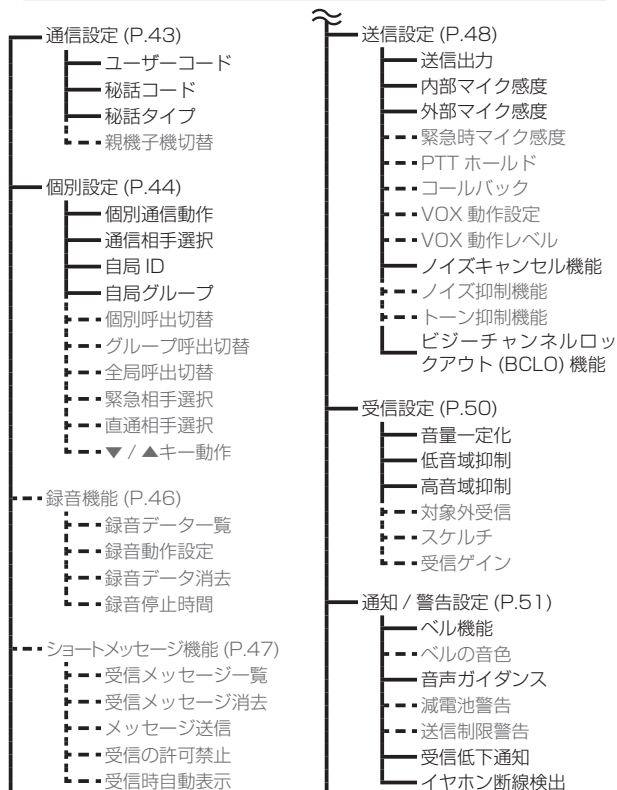 通信設定 (P.43)
ユーザーコード
秘話コード
秘話タイプ
親機子機切替
個別設定 (P.44)
個別通信動作
通信相手選択
自局 ID
自局グループ
個別呼出切替
グループ呼出切替
全局呼出切替
緊急相手選択
直通相手選択
▼ / ▲キー動作
録音機能 (P.46)
録音データ一覧
録音動作設定
録音データ消去
録音停止時間
ショートメッセージ機能 (P.47)
受信メッセージ一覧
受信メッセージ消去
メッセージ送信
受信の許可禁止
受信時自動表示
送信設定 (P.48)
送信出力
内部マイク感度
外部マイク感度
緊急時マイク感度
PTT ホールド
コールバック
VOX 動作設定
VOX 動作レベル
ノイズキャンセル機能
ノイズ抑制機能
トーン抑制機能
ビジーチャンネルロッ
クアウト (BCLO) 機能
受信設定 (P.50)
音量一定化
低音域抑制
高音域抑制
対象外受信
スケルチ
受信ゲイン
通知 / 警告設定 (P.51)
ベル機能
ベルの音色
音声ガイダンス
減電池警告
送信制限警告
受信低下通知
イヤホン断線検出